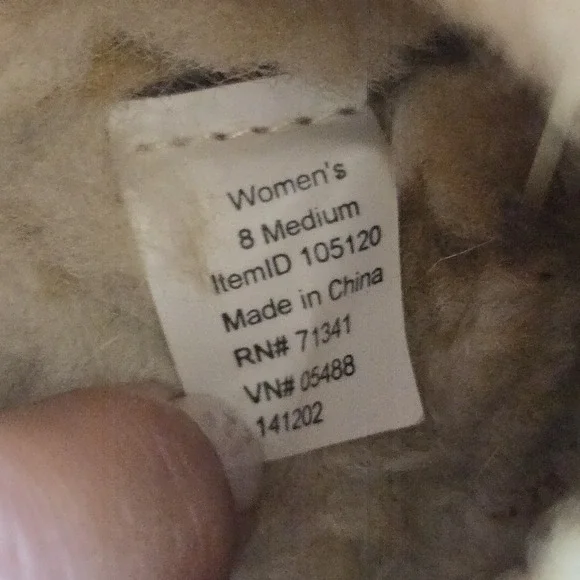 Women's
8 Medium
ItemID 105120
Made in China
RN# 71341
VN# 05488
141202